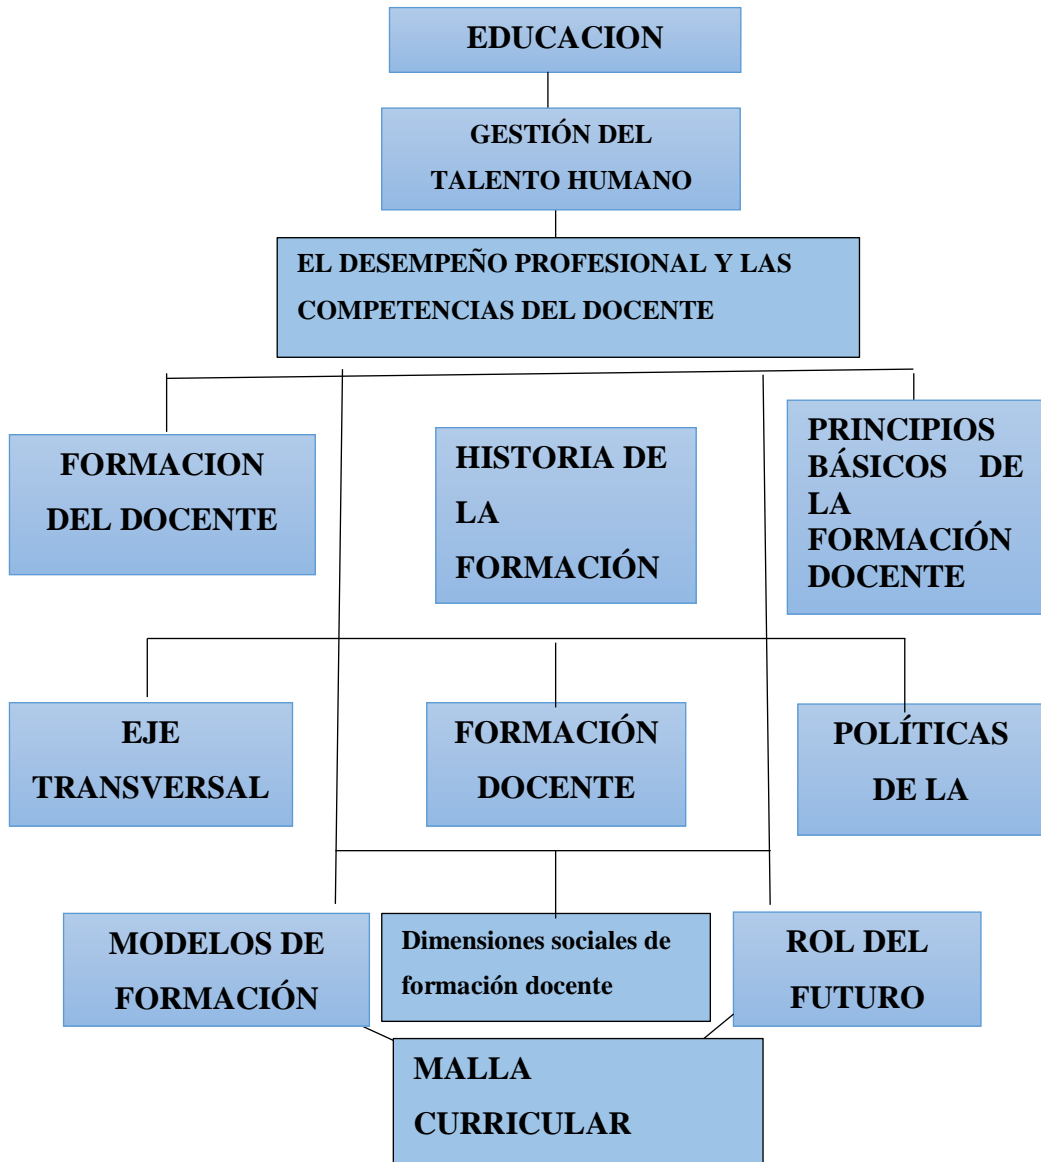 EDUCACION
GESTIÓN DEL
TALENTO HUMANO
EL DESEMPEÑO PROFESIONAL Y LAS
COMPETENCIAS DEL DOCENTE
FORMACION
DEL DOCENTE
HISTORIA DE
LA
FORMACIÓN
PRINCIPIOS
BÁSICOS DE
LA
FORMACIÓN
DOCENTE
EJE
TRANSVERSAL
FORMACIÓN
DOCENTE
POLÍTICAS
DE LA
MODELOS DE
FORMACIÓN
Dimensiones sociales de
formación docente
ROL DEL
FUTURO
MALLA
CURRICULAR